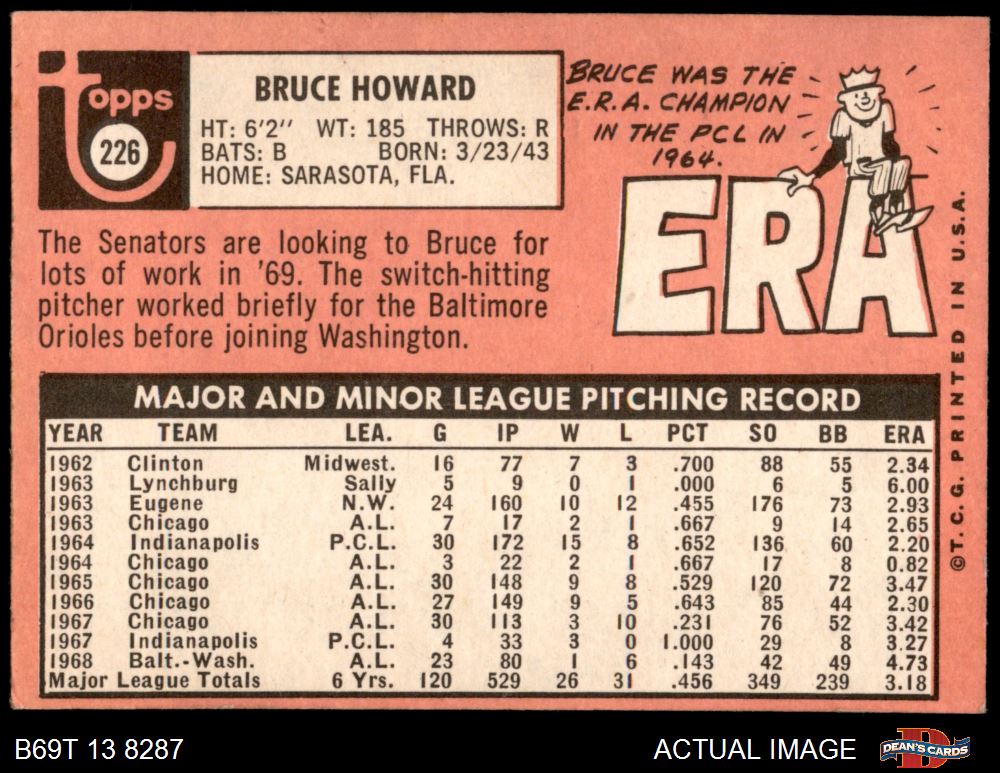 Topps
226
BRUCE HOWARD
HT: 6'2" WT: 185 THROWS: R
BATS: B BORN: 3/23/43
HOME: SARASOTA, FLA.
BRUCE WAS THE
E.R.A. CHAMPION
IN THE PCL IN
1964.
ERA
The Senators are looking to Bruce for
lots of work in '69. The switch-hitting
pitcher worked briefly for the Baltimore
Orioles before joining Washington.
MAJOR AND MINOR LEAGUE PITCHING RECORD
YEAR TEAM LEA. G IP W L PCT SO BB ERA
1962 Clinton Midwest. 16 77 7 3 .700 88 55 2.34
1963 Lynchburg Sally 5 9 0 1 .000 6 5 6.00
1963 Eugene N.W. 24 160 10 12 .455 176 73 2.93
1963 Chicago A.L. 7 17 2 1 .667 9 14 2.65
1964 Indianapolis P.C.L. 30 172 15 8 .652 136 60 2.20
1964 Chicago A.L. 3 22 2 1 .667 17 8 0.82
1965 Chicago A.L. 30 148 9 8 .529 120 72 3.47
1966 Chicago A.L. 27 149 9 5 .643 85 44 2.30
1967 Chicago A.L. 30 113 3 10 .231 76 52 3.42
1967 Indianapolis P.C.L. 4 33 3 0 1.000 29 8 3.27
1968 Balt.-Wash. A.L. 23 80 1 6 .143 42 49 4.73
Major League Totals 6 Yrs. 120 529 26 31 .456 349 239 3.18
©T.C.G. PRINTED IN U.S.A.
B69T 13 8287
ACTUAL IMAGE
DEAN'S CARDS